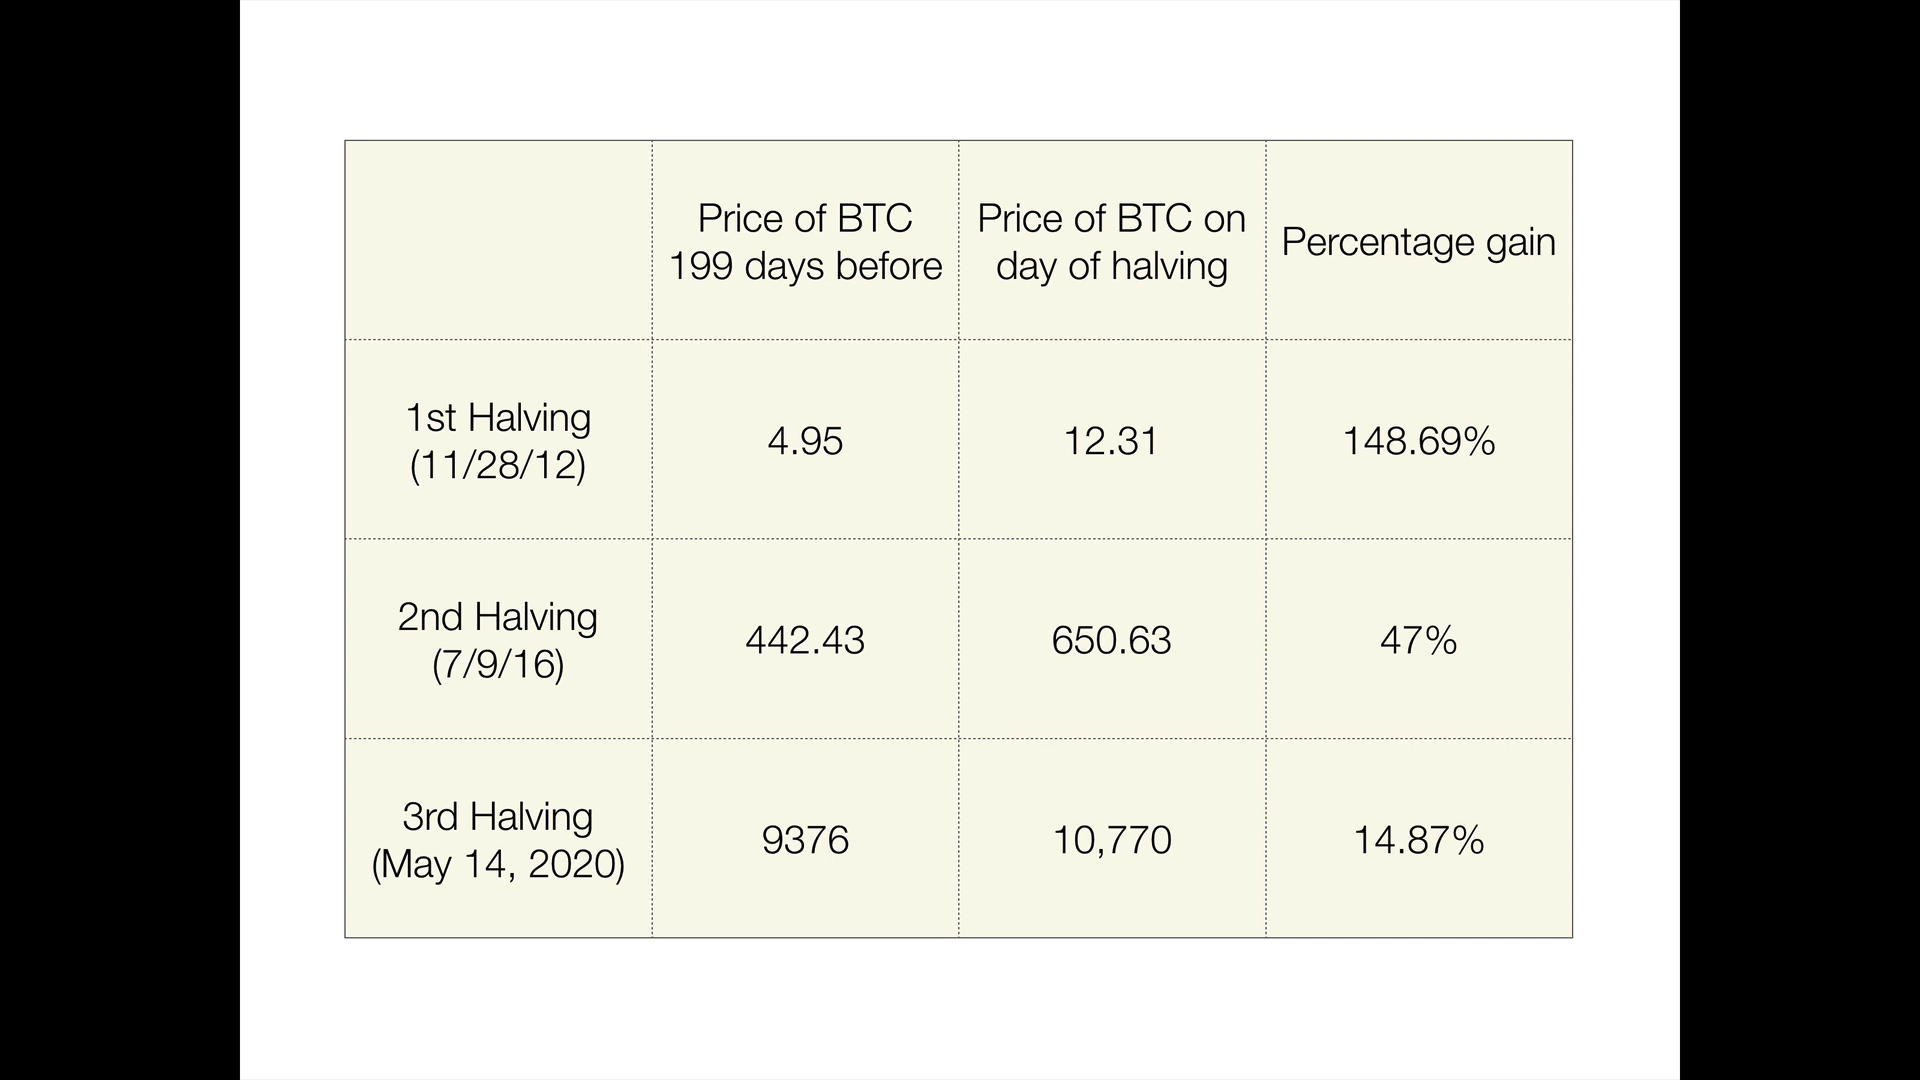 Price of BTC
199 days before
Price of BTC on
day of halving
Percentage gain
1st Halving
(11/28/12)
4.95
12.31
148.69%
2nd Halving
(7/9/16)
442.43
650.63
47%
3rd Halving
(May 14, 2020)
9376
10,770
14.87%